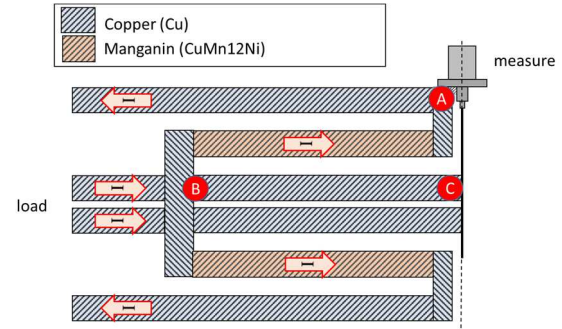 Copper (Cu)
Manganin (CuMn12Ni)
measure
A
I
I
load
I
B
C
I
I
I